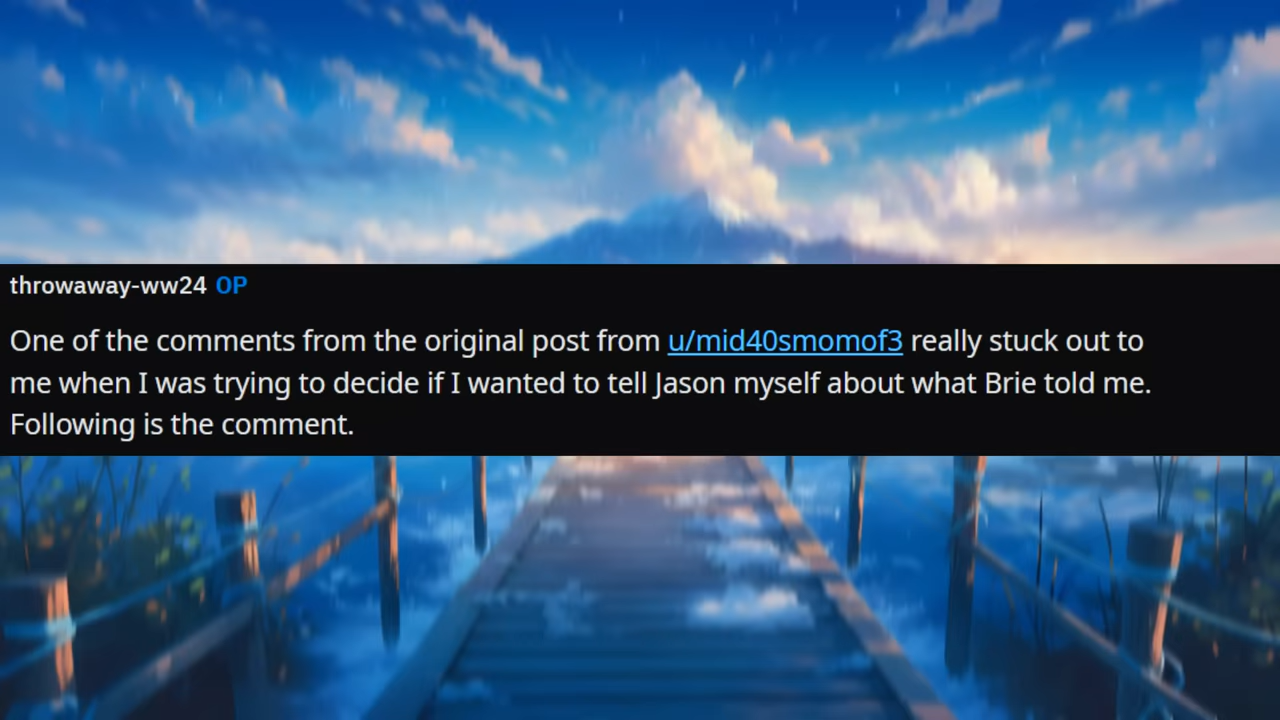 throwaway-ww24 OP
One of the comments from the original post from u/mid40smomof3 really stuck out to
me when I was trying to decide if I wanted to tell Jason myself about what Brie told me.
Following is the comment.